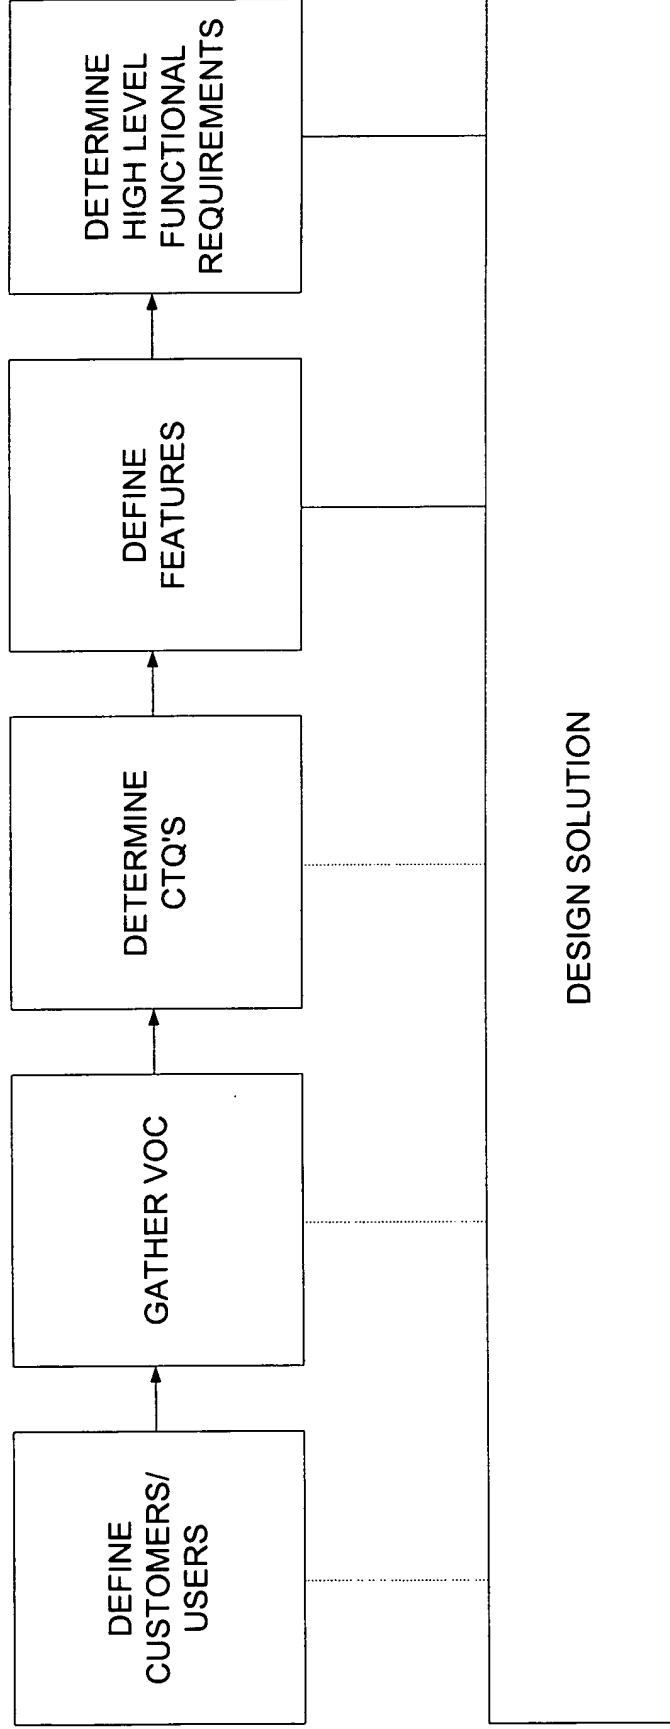 DEFINE
CUSTOMERS/
USERS
GATHER VOC
DETERMINE
CTQ'S
DEFINE
FEATURES
DETERMINE
HIGH LEVEL
FUNCTIONAL
REQUIREMENTS
DESIGN SOLUTION